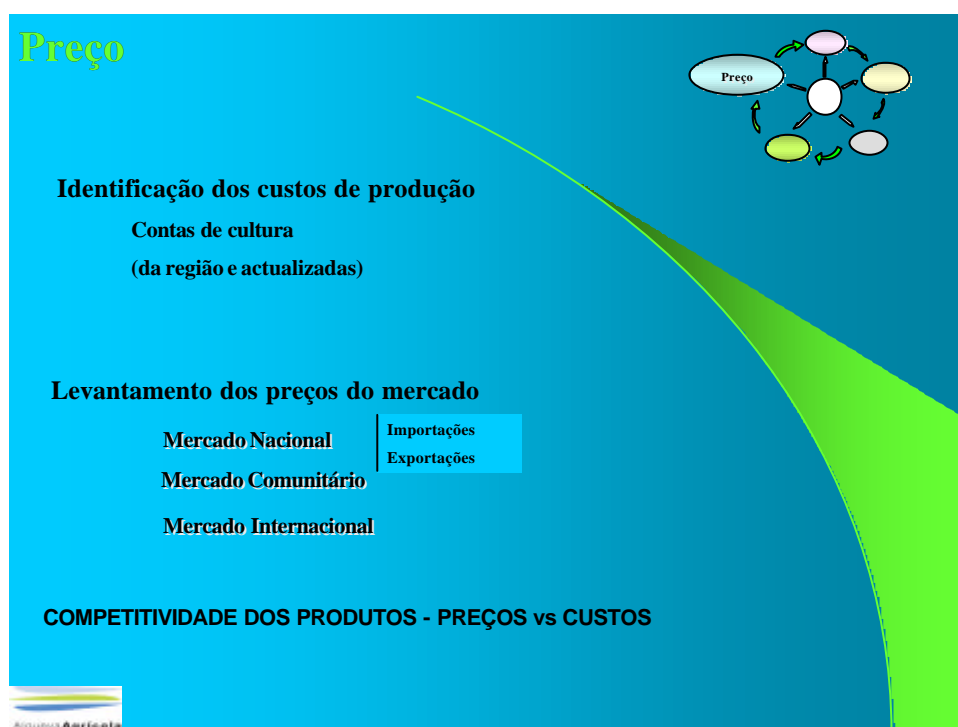 Preço
Preço
Identificação dos custos de produção
Contas de cultura
(da região e actualizadas)
Levantamento dos preços do mercado
Mercado Nacional
Importações
Exportações
Mercado Comunitário
Mercado Internacional
COMPETITIVIDADE DOS PRODUTOS - PREÇOS vs CUSTOS
Agrícola